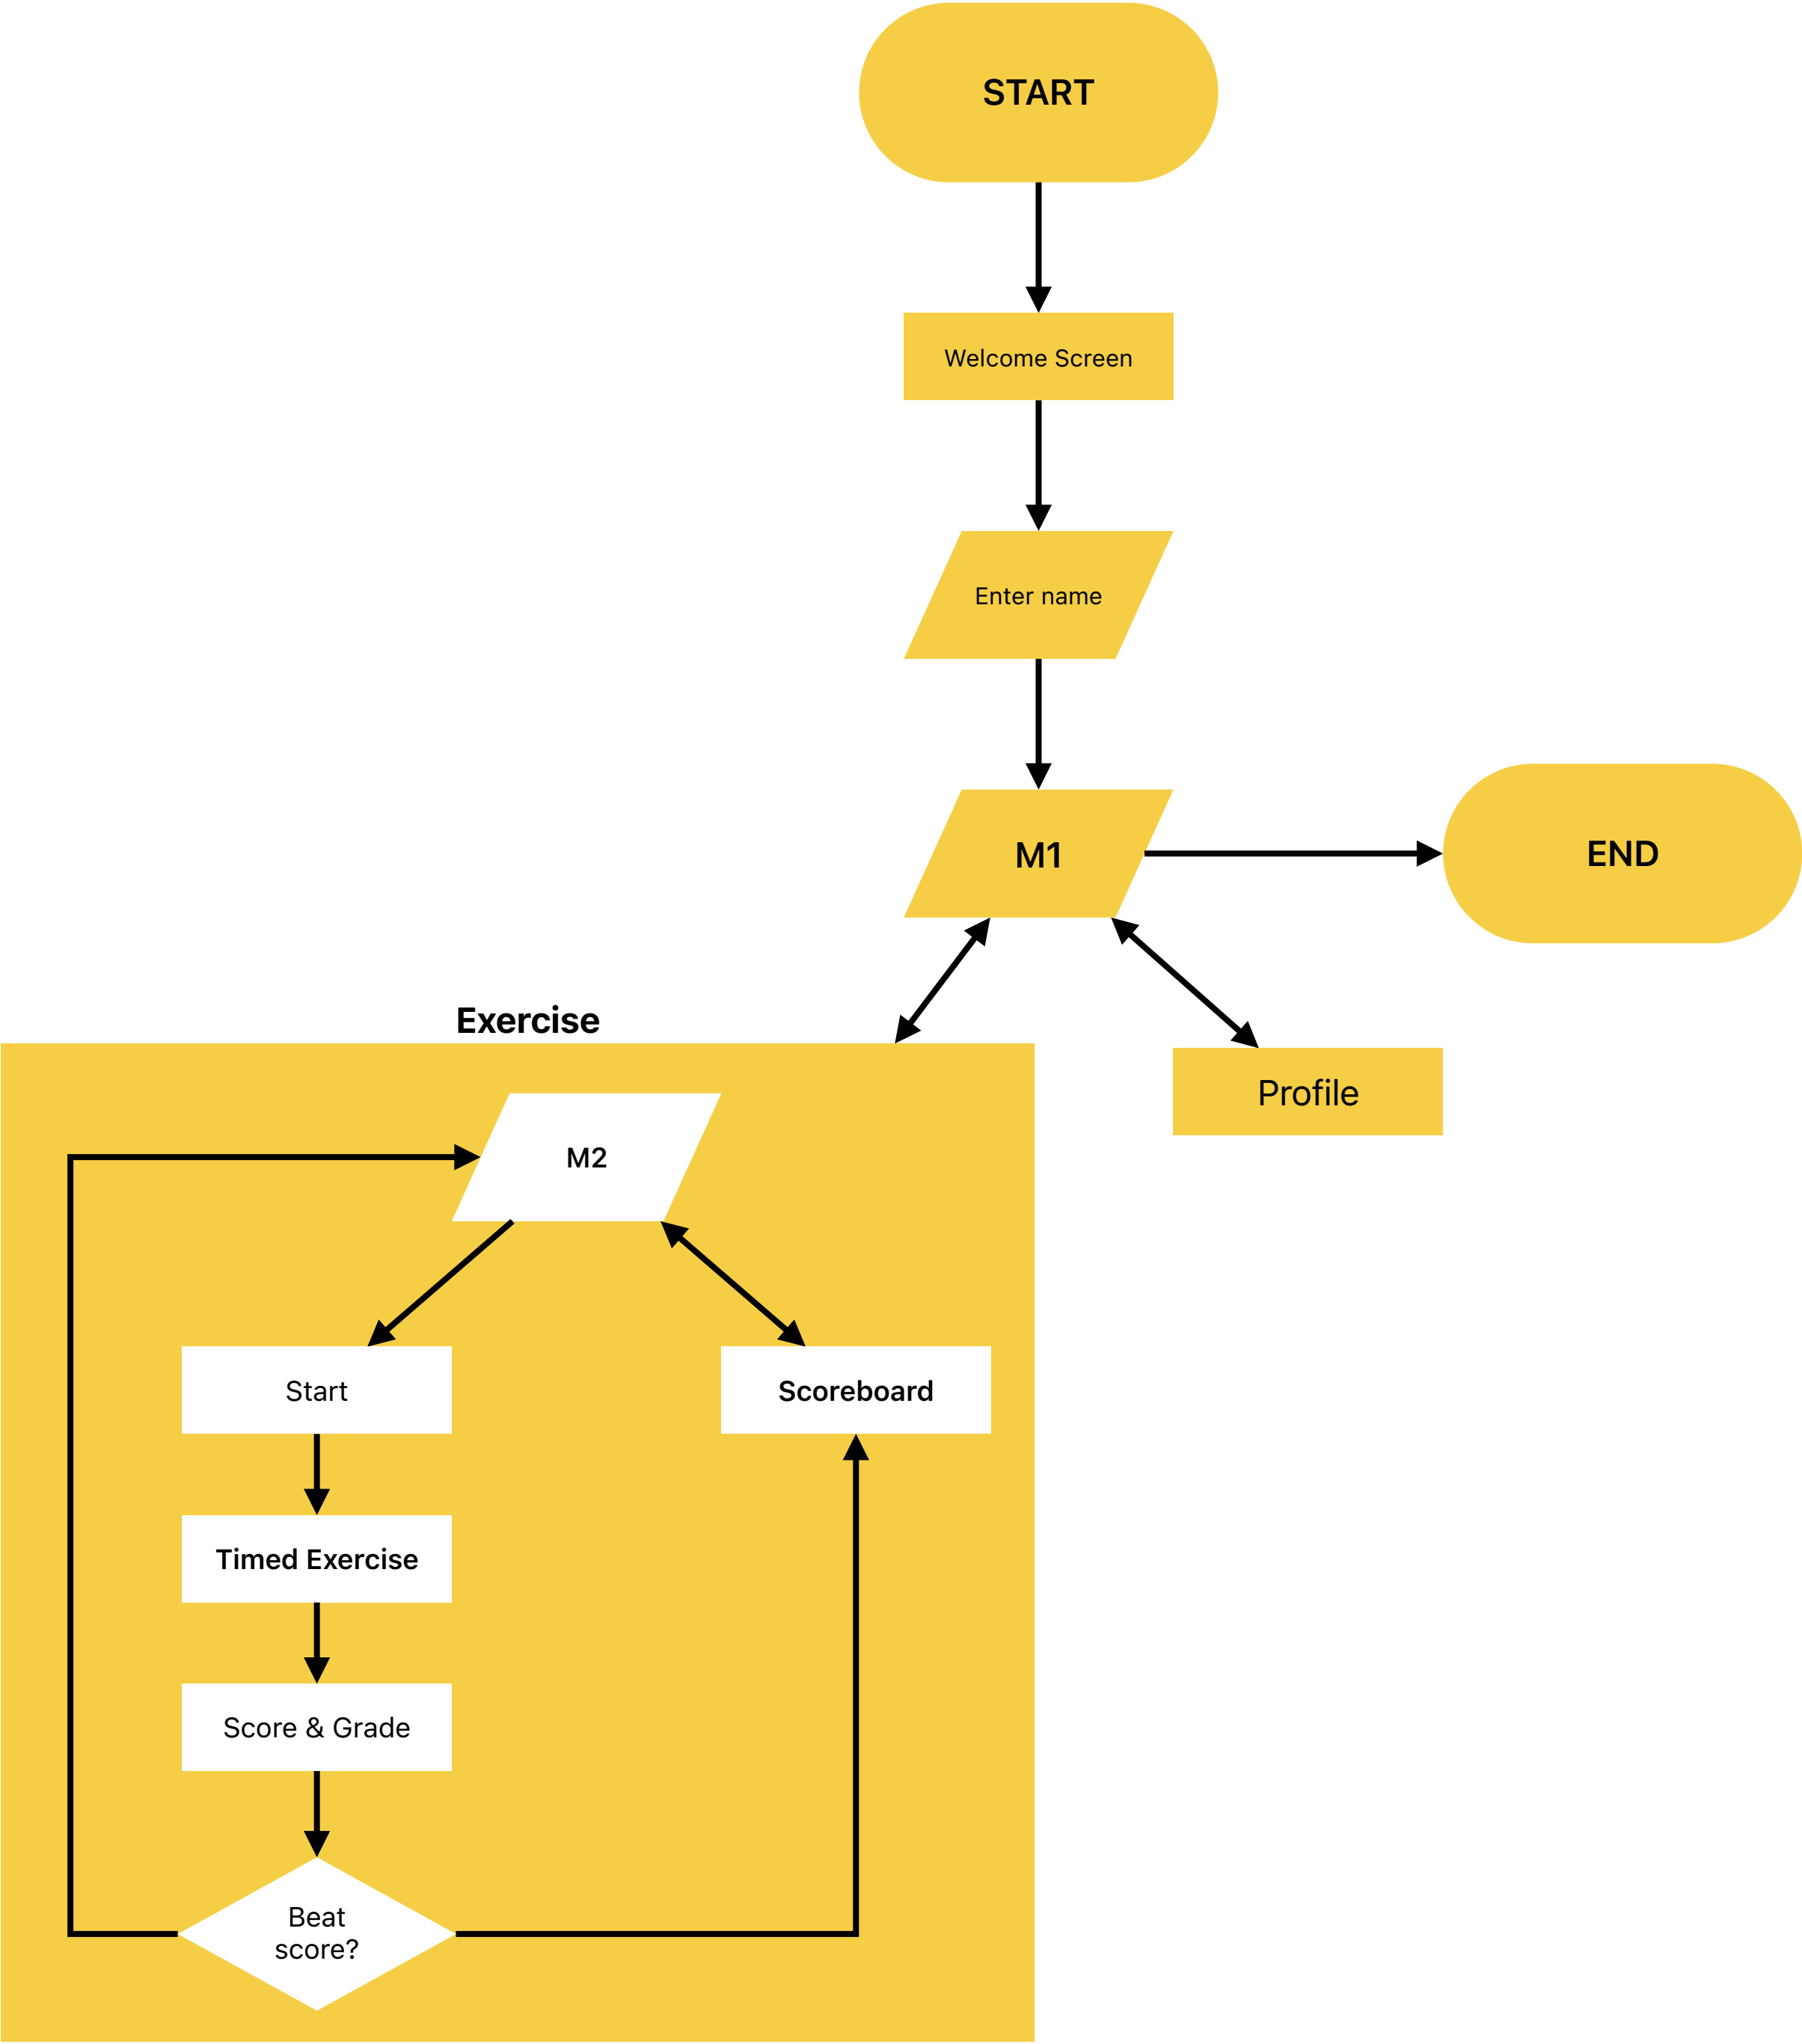 START
Welcome Screen
Enter name
M1
END
Exercise
Profile
M2
Start
Scoreboard
Timed Exercise
Score & Grade
Beat
score?